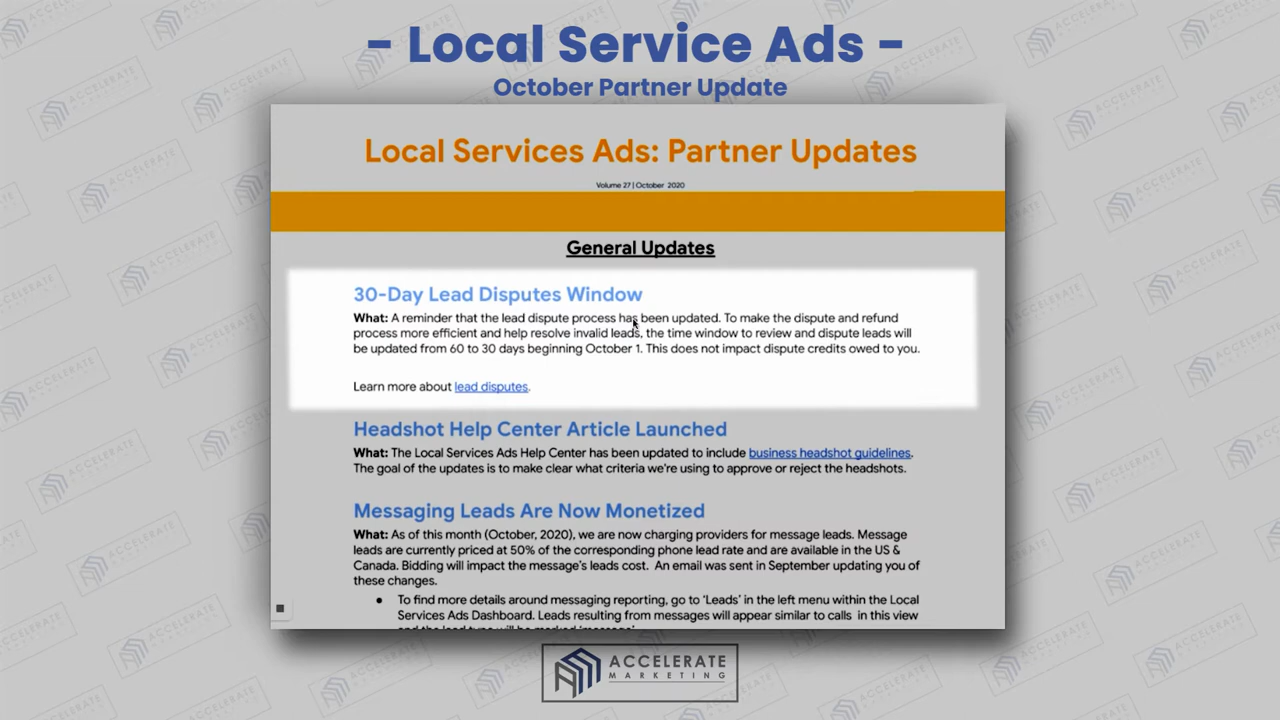 - Local Service Ads -
October Partner Update
Local Services Ads: Partner Updates
Volume 27 | October 2020
General Updates
30-Day Lead Disputes Window
What: A reminder that the lead dispute process has been updated. To make the dispute and refund
process more efficient and help resolve invalid leads, the time window to review and dispute leads will
be updated from 60 to 30 days beginning October 1. This does not impact dispute credits owed to you.
Learn more about lead disputes.
Headshot Help Center Article Launched
What: The Local Services Ads Help Center has been updated to include business headshot guidelines.
The goal of the updates is to make clear what criteria we're using to approve or reject the headshots.
Messaging Leads Are Now Monetized
What: As of this month (October, 2020), we are now charging providers for message leads. Message
leads are currently priced at 50% of the corresponding phone lead rate and are available in the US &
Canada. Bidding will impact the message's leads cost. An email was sent in September updating you of
these changes.
• To find more details around messaging reporting, go to 'Leads' in the left menu within the Local
Services Ads Dashboard. Leads resulting from messages will appear similar to calls in this view
and the lead type will be marked 'message'
ACCELERATE
MARKETING